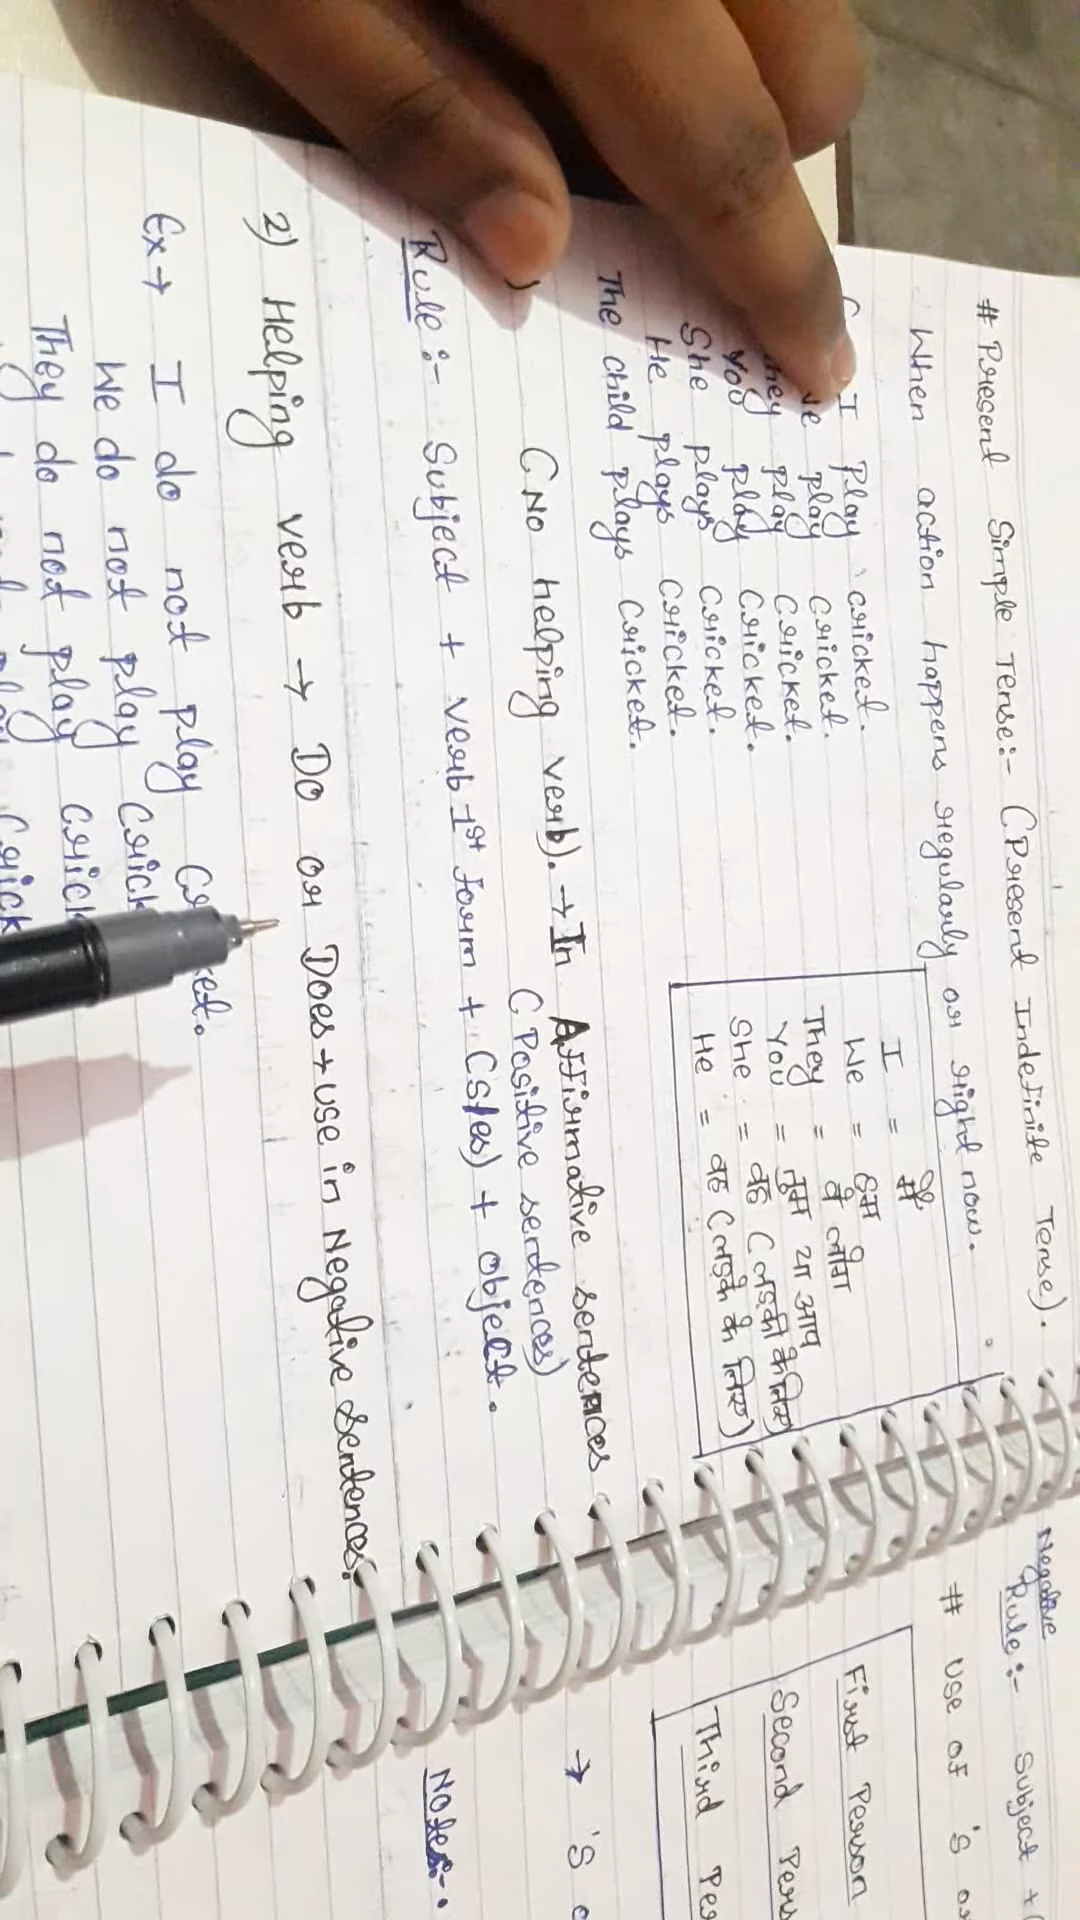 # Present Simple Tense:- (Present Indefinite Tense).
When action happens regularly or right now.
I play cricket.
play cricket.
play cricket.
You play cricket.
She plays cricket.
He plays cricket.
The child plays cricket.
I = मैं
We = हम
They = वे लोग
You = तुम या आप
She = वह (लड़की के लिए)
He = वह (लड़के के लिए)
(No helping verb). → In Affirmative sentences
(Positive sentences)
Rule :- Subject + verb 1st form + (s/es) + object.
2) Helping verb → Do or Does → use in Negative sentences.
Ex → I do not play
We do not play
They do not play
Negative
Rule :- Subject +
# use of 's or
First Person
Second
Third
→ 's
Notes:-